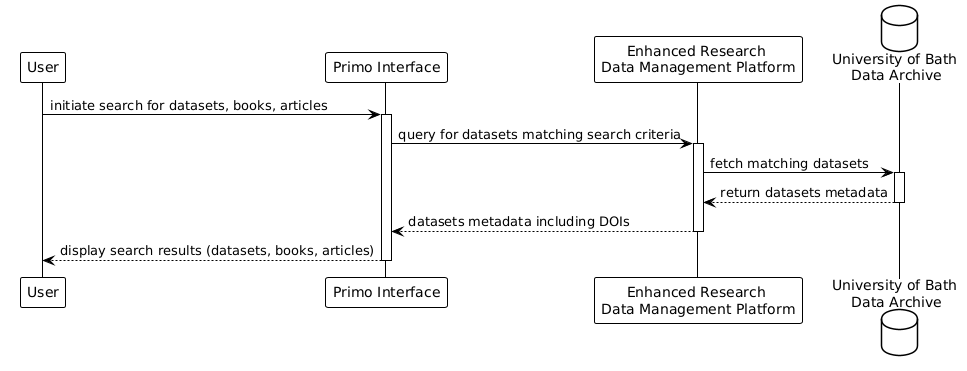 University of Bath
Data Archive
User
Primo Interface
Enhanced Research
Data Management Platform
initiate search for datasets, books, articles
query for datasets matching search criteria
fetch matching datasets
return datasets metadata
datasets metadata including DOIs
display search results (datasets, books, articles)
User
Primo Interface
Enhanced Research
Data Management Platform
University of Bath
Data Archive